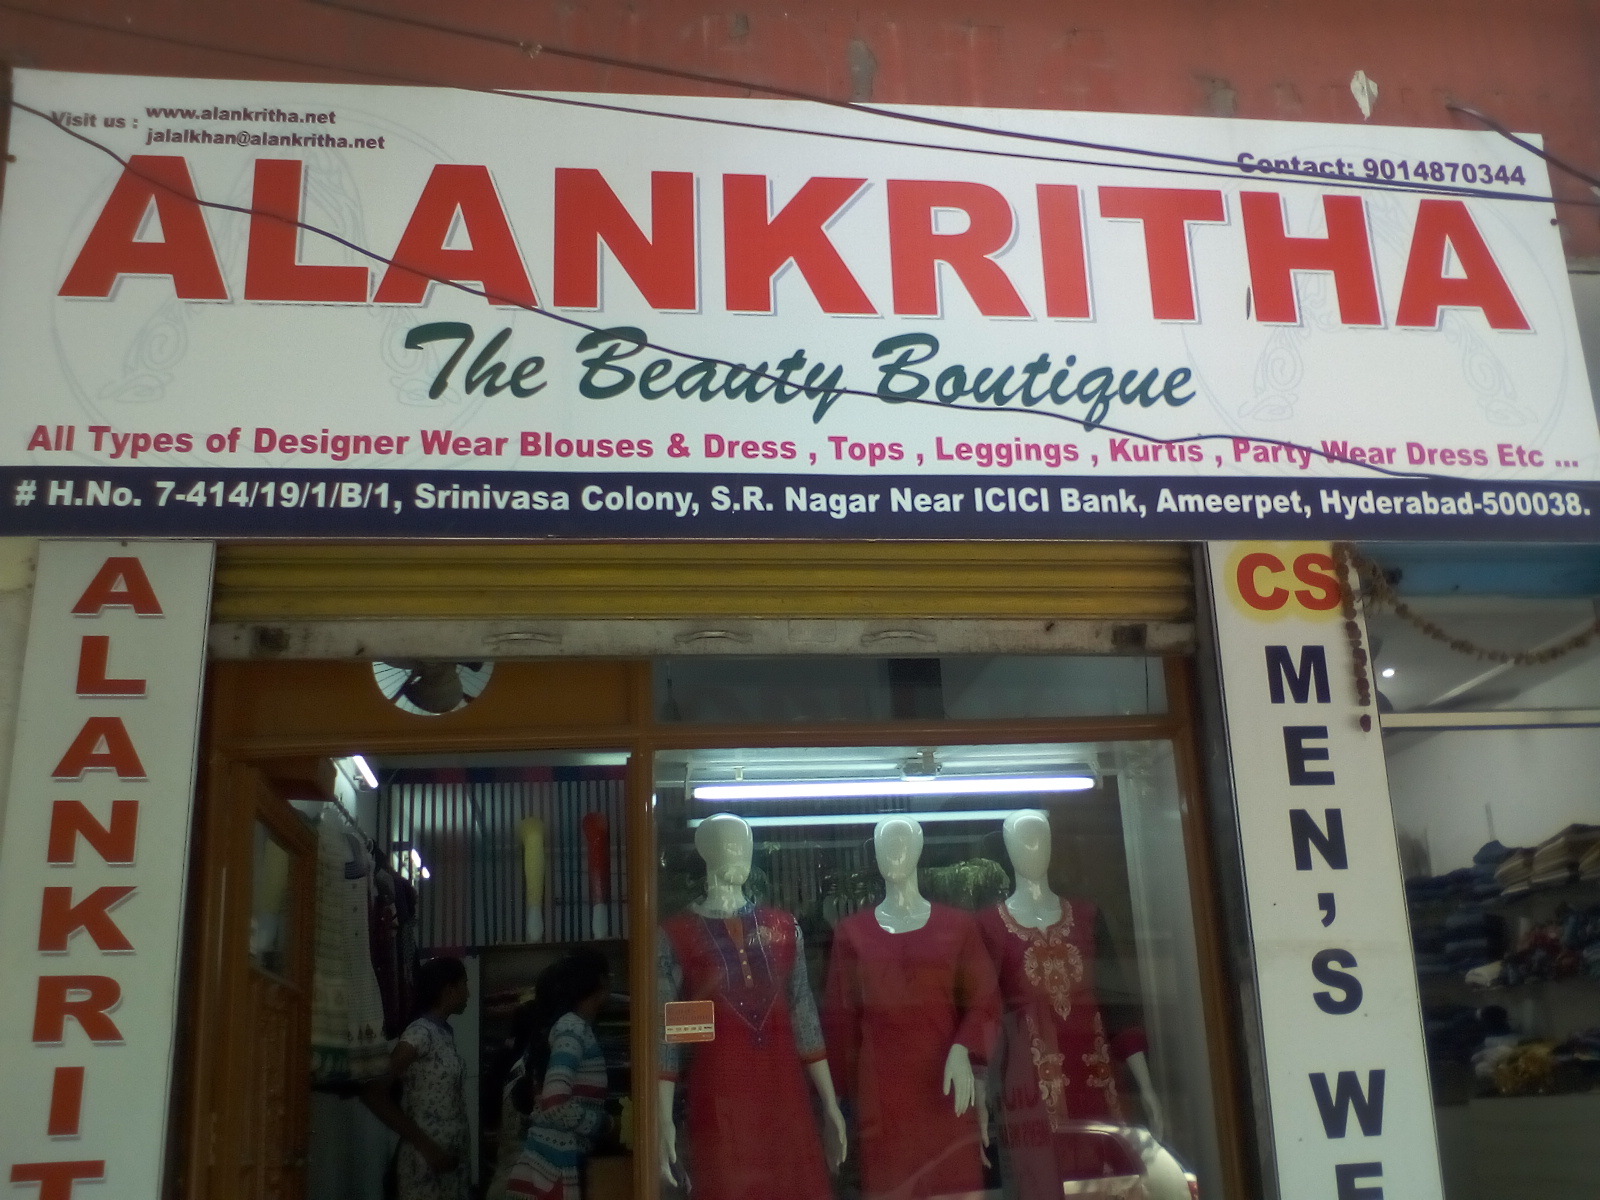 Visit us : www.alankritha.net
jalalkhan@alankritha.net
Contact: 9014870344
ALANKRITHA
The Beauty Boutique
All Types of Designer Wear Blouses & Dress , Tops , Leggings , Kurtis , Party Wear Dress Etc ...
# H.No. 7-414/19/1/B/1, Srinivasa Colony, S.R. Nagar Near ICICI Bank, Ameerpet, Hyderabad-500038.
ALANKRIT
CS
MEN'S WE